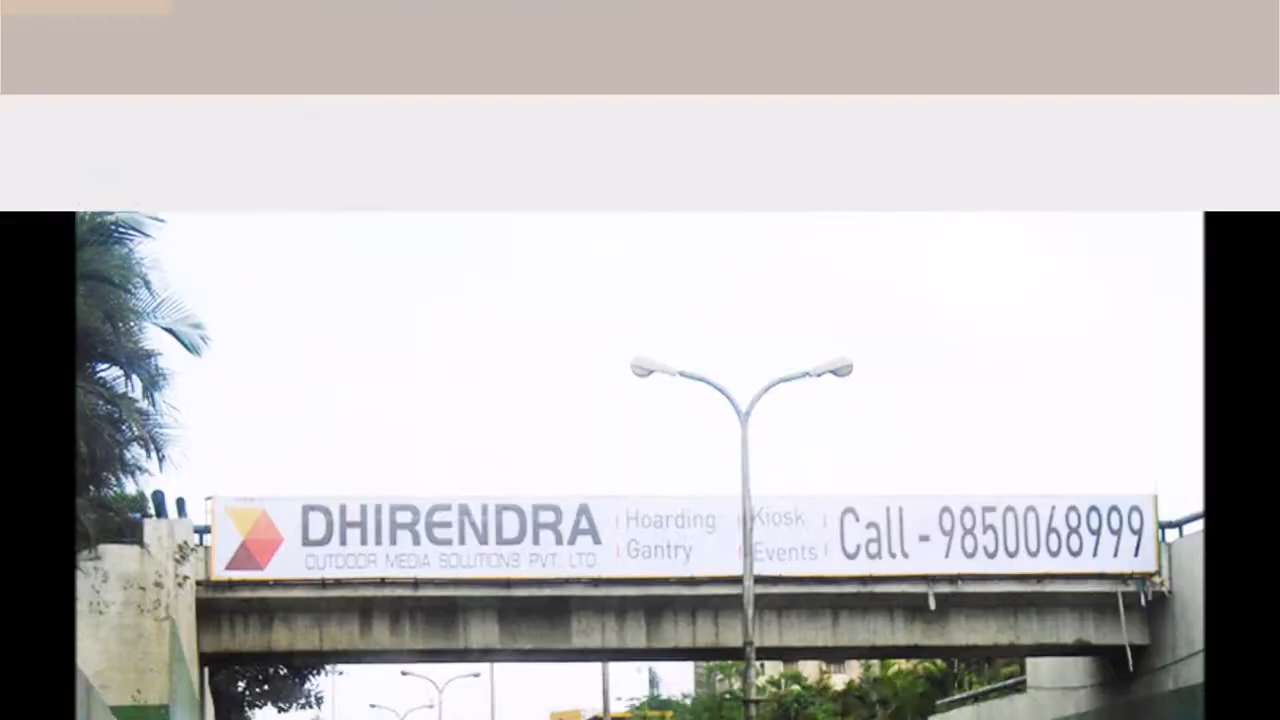 DHIRENDRA
OUTDOOR MEDIA SOLUTIONS PVT. LTD.
Hoarding
Gantry
Kiosk
Events
Call - 9850068999